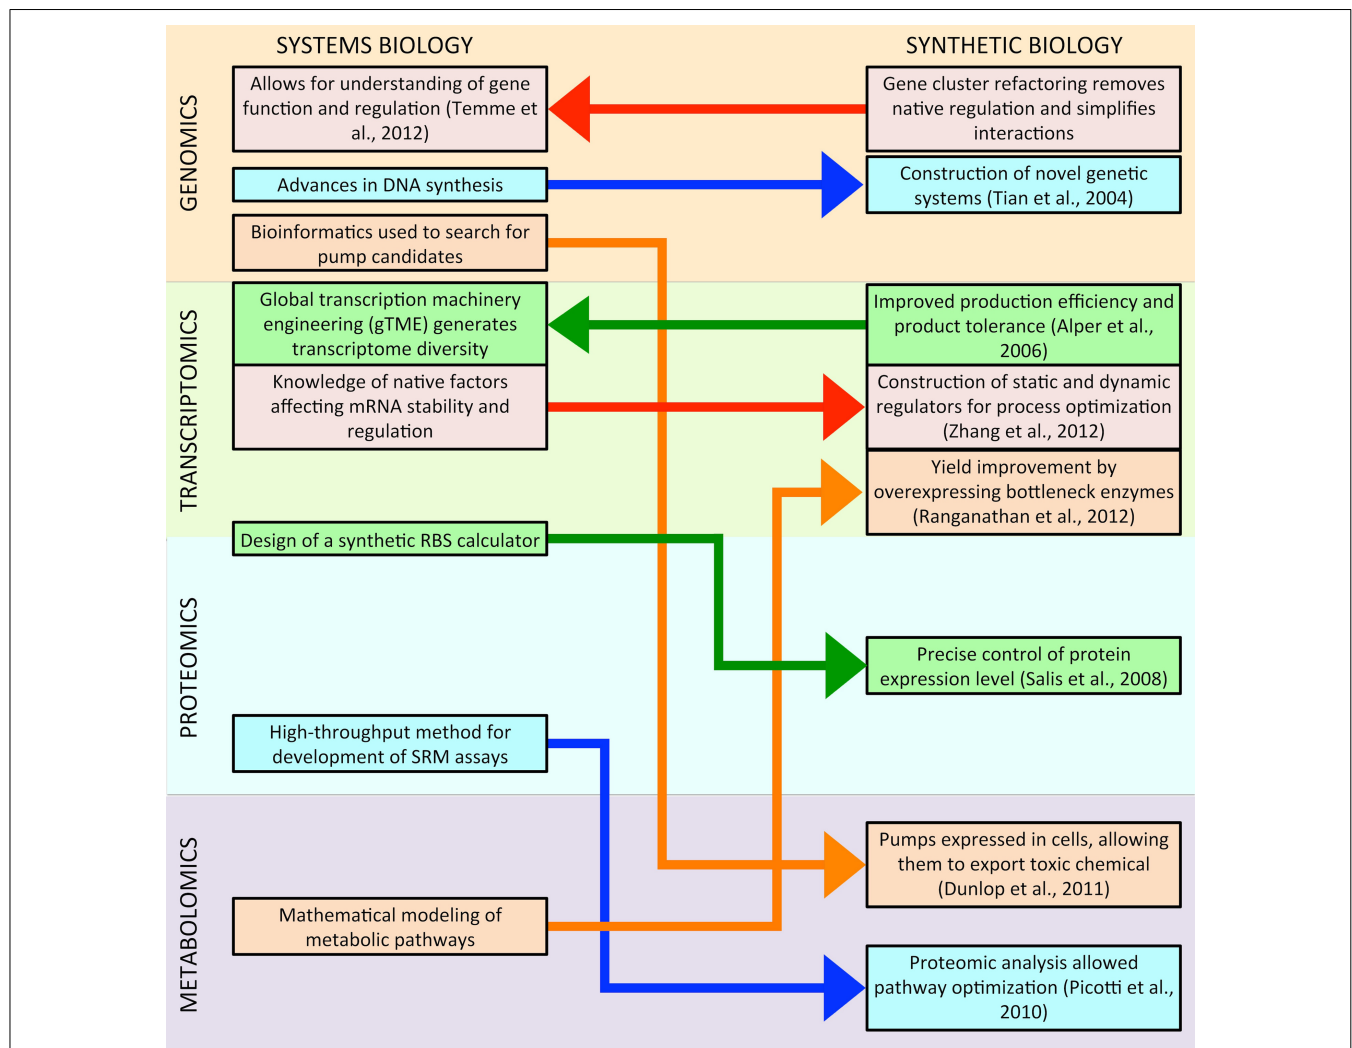 SYSTEMS BIOLOGY
SYNTHETIC BIOLOGY
GENOMICS
Allows for understanding of gene
function and regulation (Temme et
al., 2012)
Gene cluster refactoring removes
native regulation and simplifies
interactions
Advances in DNA synthesis
Construction of novel genetic
systems (Tian et al., 2004)
Bioinformatics used to search for
pump candidates
TRANSCRIPTOMICS
Global transcription machinery
engineering (gTME) generates
transcriptome diversity
Improved production efficiency and
product tolerance (Alper et al.,
2006)
Knowledge of native factors
affecting mRNA stability and
regulation
Construction of static and dynamic
regulators for process optimization
(Zhang et al., 2012)
Yield improvement by
overexpressing bottleneck enzymes
(Ranganathan et al., 2012)
Design of a synthetic RBS calculator
PROTEOMICS
Precise control of protein
expression level (Salis et al., 2008)
High-throughput method for
development of SRM assays
METABOLOMICS
Pumps expressed in cells, allowing
them to export toxic chemical
(Dunlop et al., 2011)
Mathematical modeling of
metabolic pathways
Proteomic analysis allowed
pathway optimization (Picotti et al.,
2010)